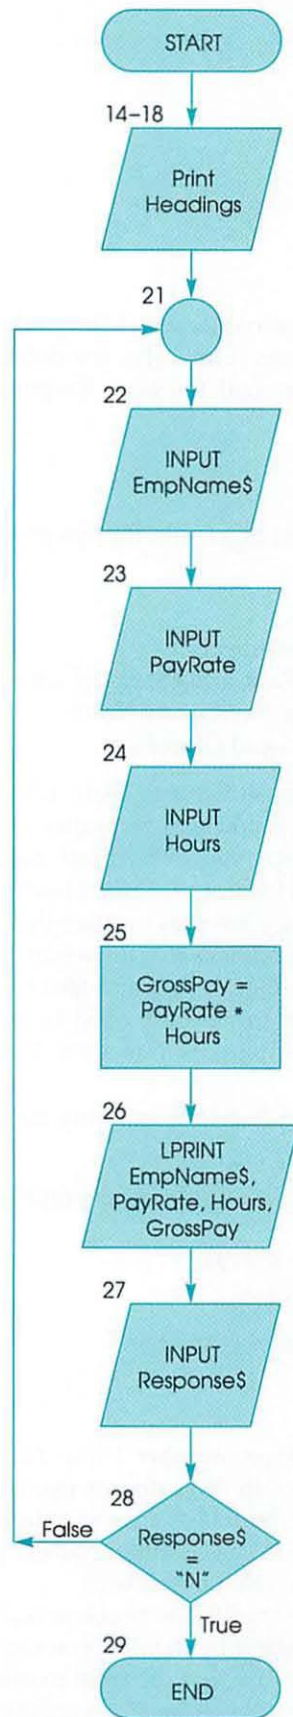 START
14–18
Print
Headings
21
22
INPUT
EmpName$
23
INPUT
PayRate
24
INPUT
Hours
25
GrossPay =
PayRate *
Hours
26
LPRINT
EmpName$,
PayRate, Hours,
GrossPay
27
INPUT
Response$
28
False
Response$
=
"N"
True
29
END